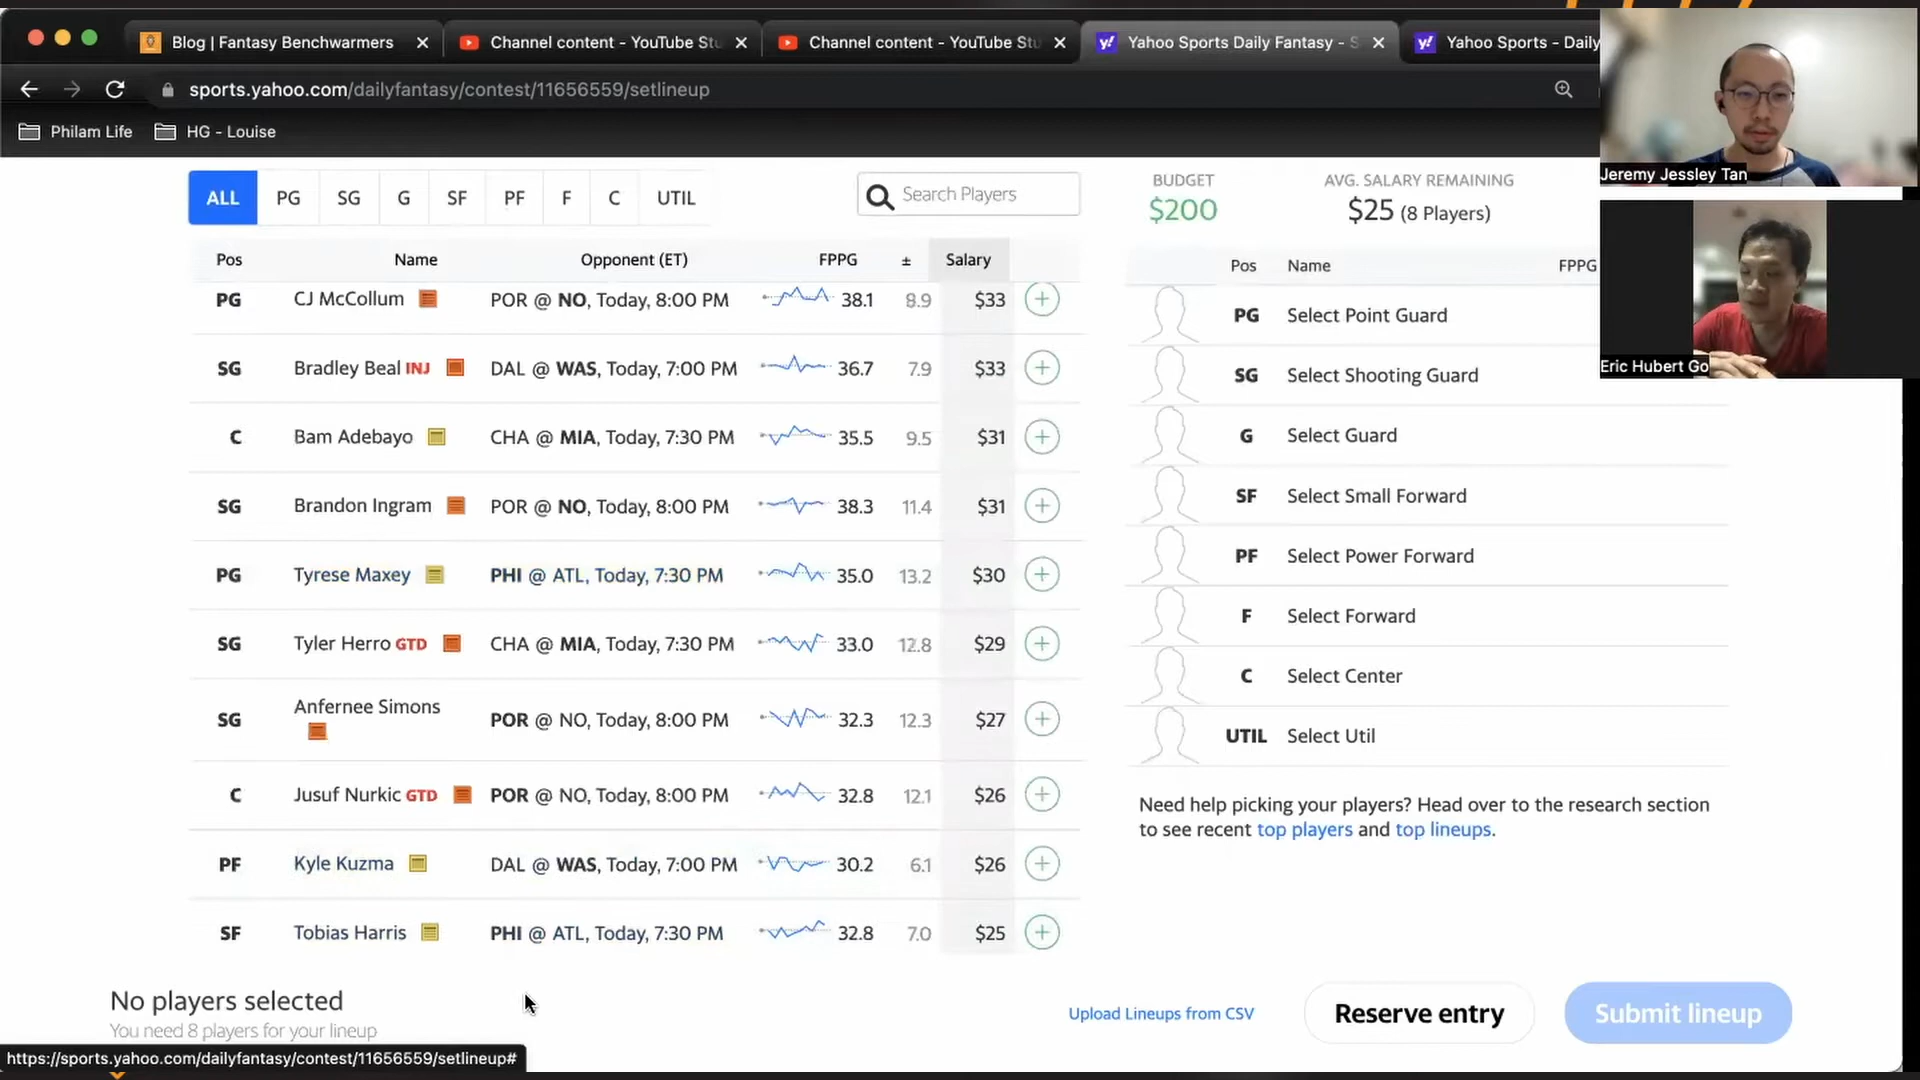 Blog | Fantasy Benchwarmers
Channel content - YouTube Stu
Channel content - YouTube Stu
Yahoo Sports Daily Fantasy - S
Yahoo Sports - Daily
sports.yahoo.com/dailyfantasy/contest/11656559/setlineup
Philam Life
HG - Louise
Jeremy Jessley Tan
Eric Hubert Go
ALL PG SG G SF PF F C UTIL
Search Players
BUDGET
$200
AVG. SALARY REMAINING
$25 (8 Players)
Pos Name Opponent (ET) FPPG ± Salary
PG CJ McCollum POR @ NO, Today, 8:00 PM 38.1 8.9 $33
SG Bradley Beal INJ DAL @ WAS, Today, 7:00 PM 36.7 7.9 $33
C Bam Adebayo CHA @ MIA, Today, 7:30 PM 35.5 9.5 $31
SG Brandon Ingram POR @ NO, Today, 8:00 PM 38.3 11.4 $31
PG Tyrese Maxey PHI @ ATL, Today, 7:30 PM 35.0 13.2 $30
SG Tyler Herro GTD CHA @ MIA, Today, 7:30 PM 33.0 12.8 $29
SG Anfernee Simons POR @ NO, Today, 8:00 PM 32.3 12.3 $27
C Jusuf Nurkic GTD POR @ NO, Today, 8:00 PM 32.8 12.1 $26
PF Kyle Kuzma DAL @ WAS, Today, 7:00 PM 30.2 6.1 $26
SF Tobias Harris PHI @ ATL, Today, 7:30 PM 32.8 7.0 $25
Pos Name FPPG
PG Select Point Guard
SG Select Shooting Guard
G Select Guard
SF Select Small Forward
PF Select Power Forward
F Select Forward
C Select Center
UTIL Select Util
Need help picking your players? Head over to the research section
to see recent top players and top lineups.
No players selected
You need 8 players for your lineup
Upload Lineups from CSV
Reserve entry
Submit lineup
https://sports.yahoo.com/dailyfantasy/contest/11656559/setlineup#